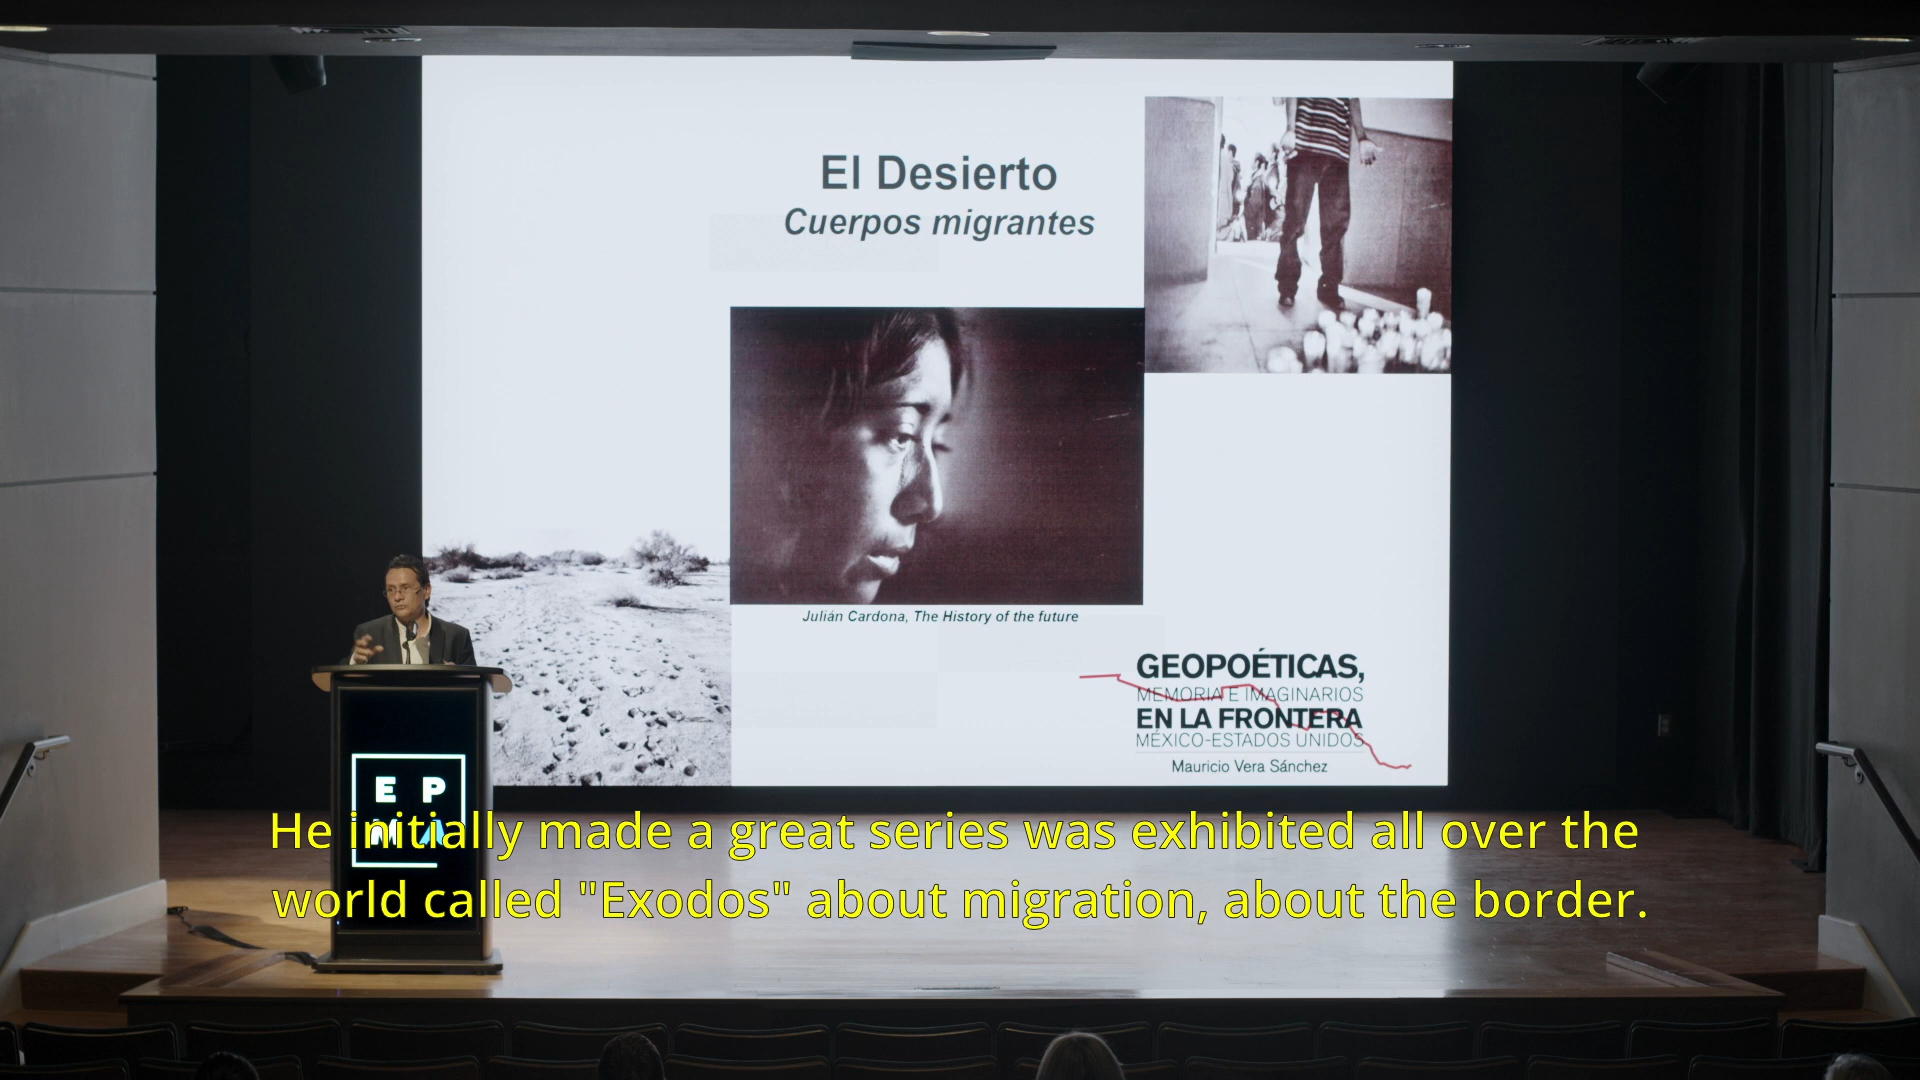 El Desierto
Cuerpos migrantes
Julián Cardona, The History of the future
GEOPOÉTICAS,
MEMORIA E IMAGINARIOS
EN LA FRONTERA
MÉXICO-ESTADOS UNIDOS
Mauricio Vera Sánchez
E P
M A
He initially made a great series was exhibited all over the
world called "Exodos" about migration, about the border.